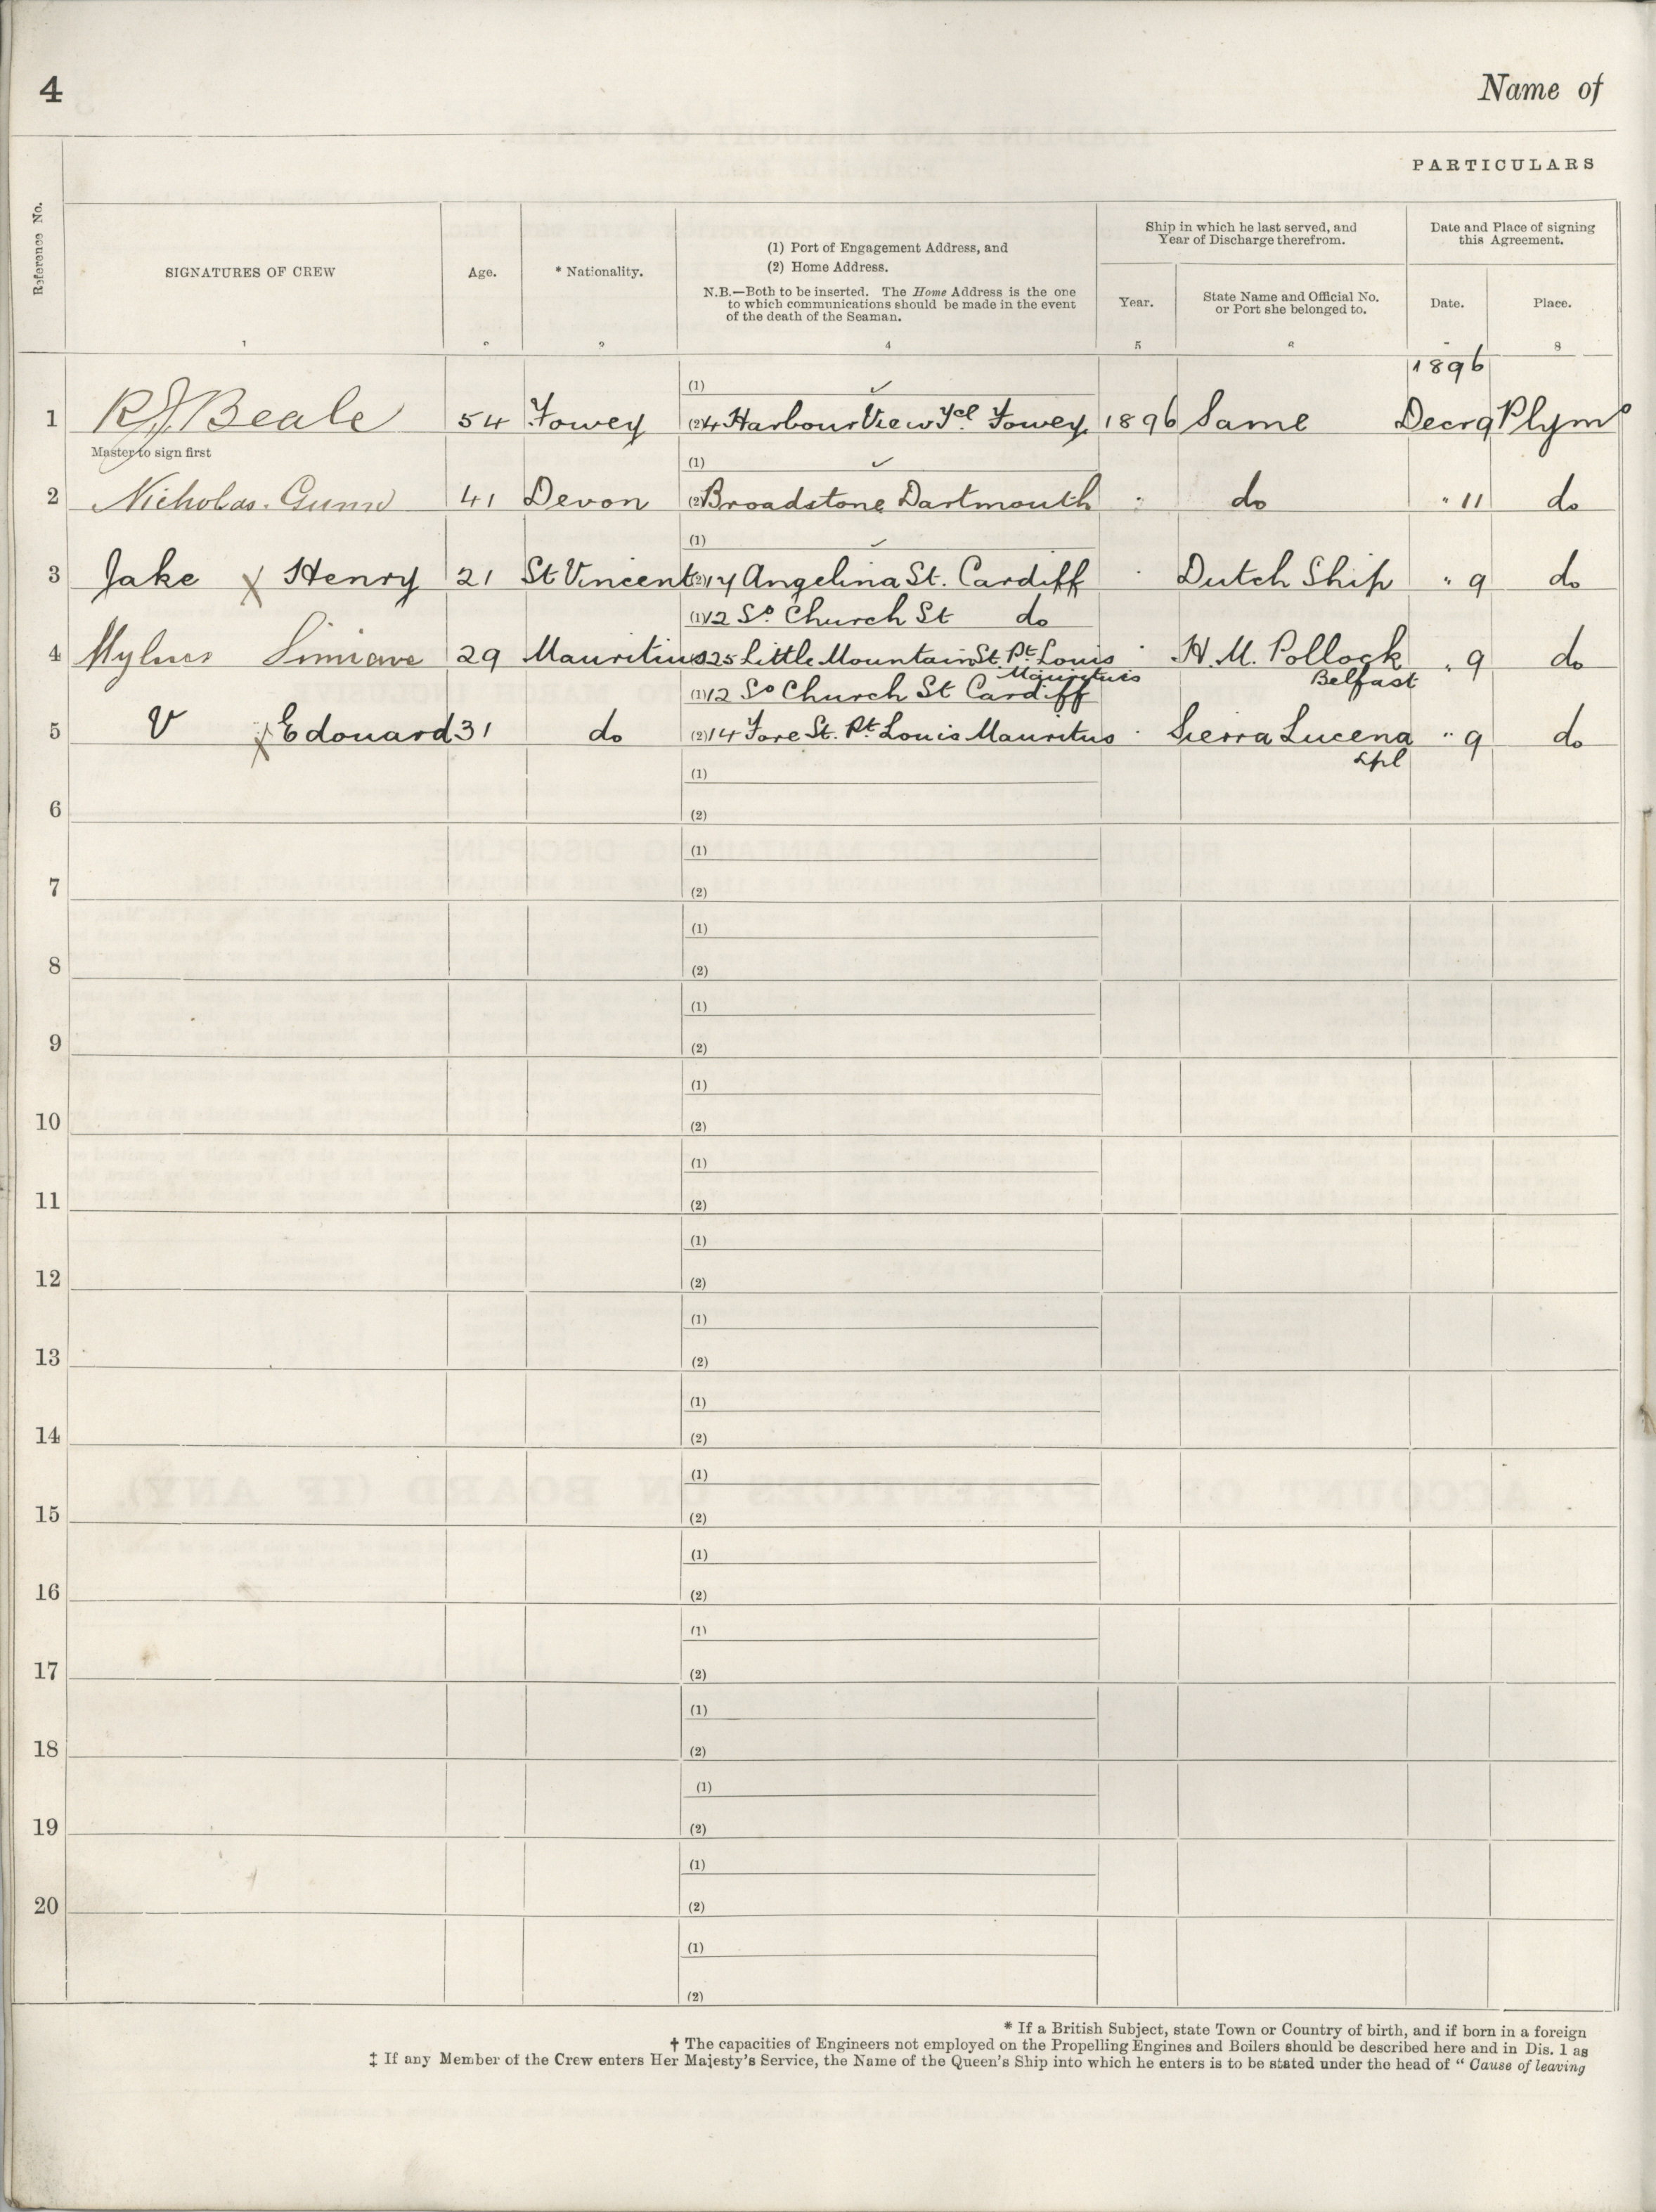 4 Name of
PARTICULARS
Reference No.
SIGNATURES OF CREW
Age.
* Nationality.
(1) Port of Engagement Address, and
(2) Home Address.
N.B.—Both to be inserted. The Home Address is the one
to which communications should be made in the event
of the death of the Seaman.
Ship in which he last served, and
Year of Discharge therefrom.
Date and Place of signing
this Agreement.
Year.
State Name and Official No.
or Port she belonged to.
Date.
Place.
1 3 4 5 6 8
1896
(1) ✓
1 R J Beale 54 Fowey (2) 4 Harbour View Fowey 1896 Same Decr 9 Plymo
Master to sign first
(1) ✓
2 Nicholas Gunn 41 Devon (2) Broadstone Dartmouth " do " 11 do
(1) ✓
3 Jake X Henry 21 St Vincent (2) 17 Angelina St. Cardiff " Dutch Ship " 9 do
(1) 12 So. Church St do
4 29 Mauritius (2) 25 Little Mountain St. Pt. Louis " H. M. Pollock " 9 do
Mauritius Belfast
(1) 12 So Church St Cardiff
5 V X Edouard 31 do (2) 14 Fore St. Pt. Louis Mauritus " Sierra Lucena " 9 do
Lpl
(1)
6 (2)
(1)
7 (2)
(1)
8 (2)
(1)
9 (2)
(1)
10 (2)
(1)
11 (2)
(1)
12 (2)
(1)
13 (2)
(1)
14 (2)
(1)
15 (2)
(1)
16 (2)
(1)
17 (2)
(1)
18 (2)
(1)
19 (2)
(1)
20 (2)
(1)
(2)
* If a British Subject, state Town or Country of birth, and if born in a foreign
† The capacities of Engineers not employed on the Propelling Engines and Boilers should be described here and in Dis. 1 as
‡ If any Member of the Crew enters Her Majesty's Service, the Name of the Queen's Ship into which he enters is to be stated under the head of " Cause of leaving